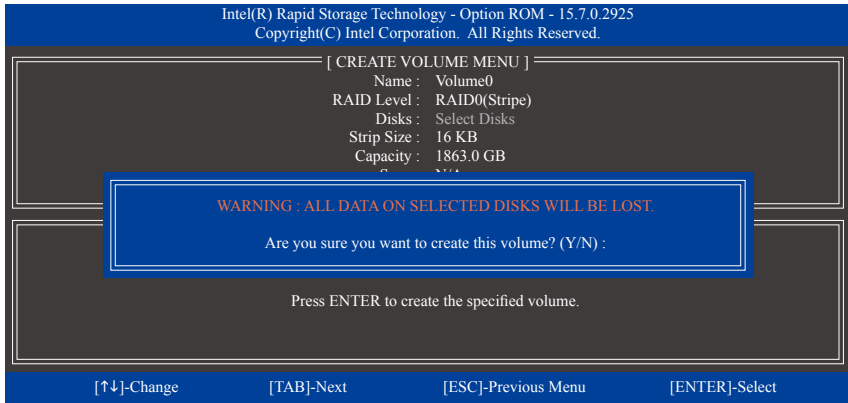 Intel(R) Rapid Storage Technology - Option ROM - 15.7.0.2925
Copyright(C) Intel Corporation. All Rights Reserved.
[ CREATE VOLUME MENU ]
Name : Volume0
RAID Level : RAID0(Stripe)
Disks : Select Disks
Strip Size : 16 KB
Capacity : 1863.0 GB
WARNING : ALL DATA ON SELECTED DISKS WILL BE LOST.
Are you sure you want to create this volume? (Y/N) :
Press ENTER to create the specified volume.
[↑↓]-Change [TAB]-Next [ESC]-Previous Menu [ENTER]-Select